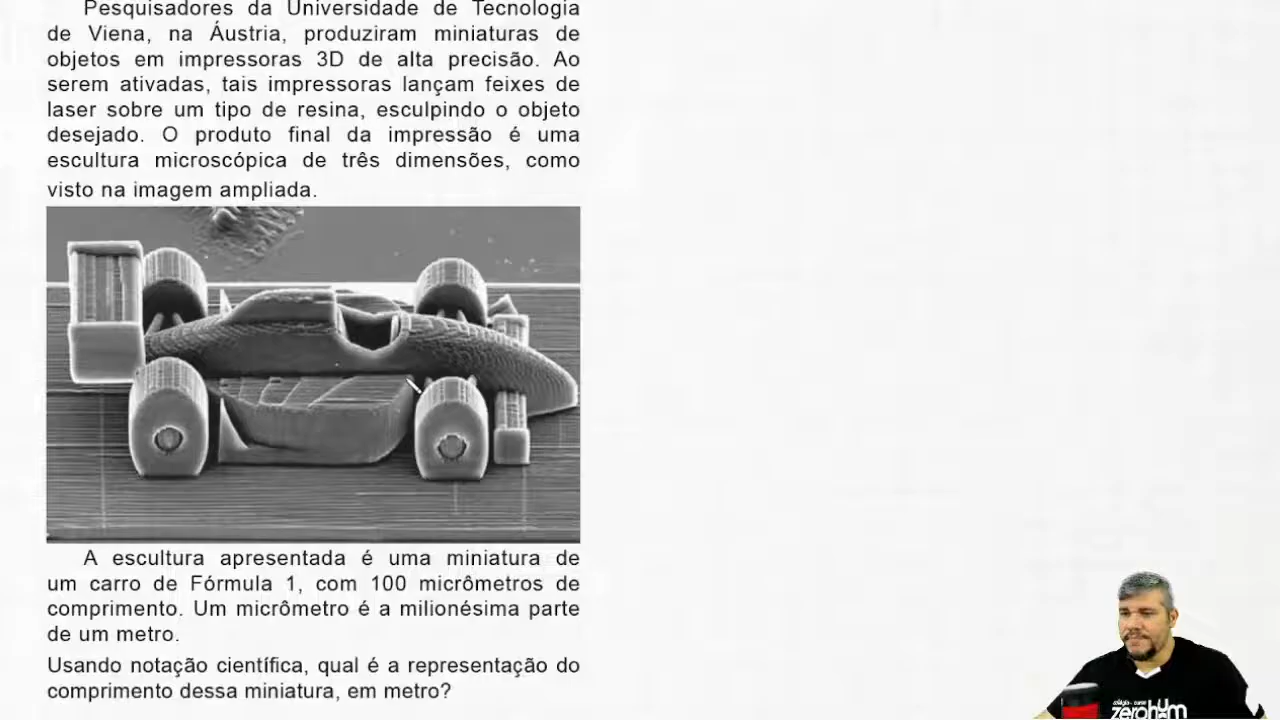 Pesquisadores da Universidade de Tecnologia
de Viena, na Áustria, produziram miniaturas de
objetos em impressoras 3D de alta precisão. Ao
serem ativadas, tais impressoras lançam feixes de
laser sobre um tipo de resina, esculpindo o objeto
desejado. O produto final da impressão é uma
escultura microscópica de três dimensões, como
visto na imagem ampliada.
A escultura apresentada é uma miniatura de
um carro de Fórmula 1, com 100 micrômetros de
comprimento. Um micrômetro é a milionésima parte
de um metro.
Usando notação científica, qual é a representação do
comprimento dessa miniatura, em metro?
colégio e curso
zerohum